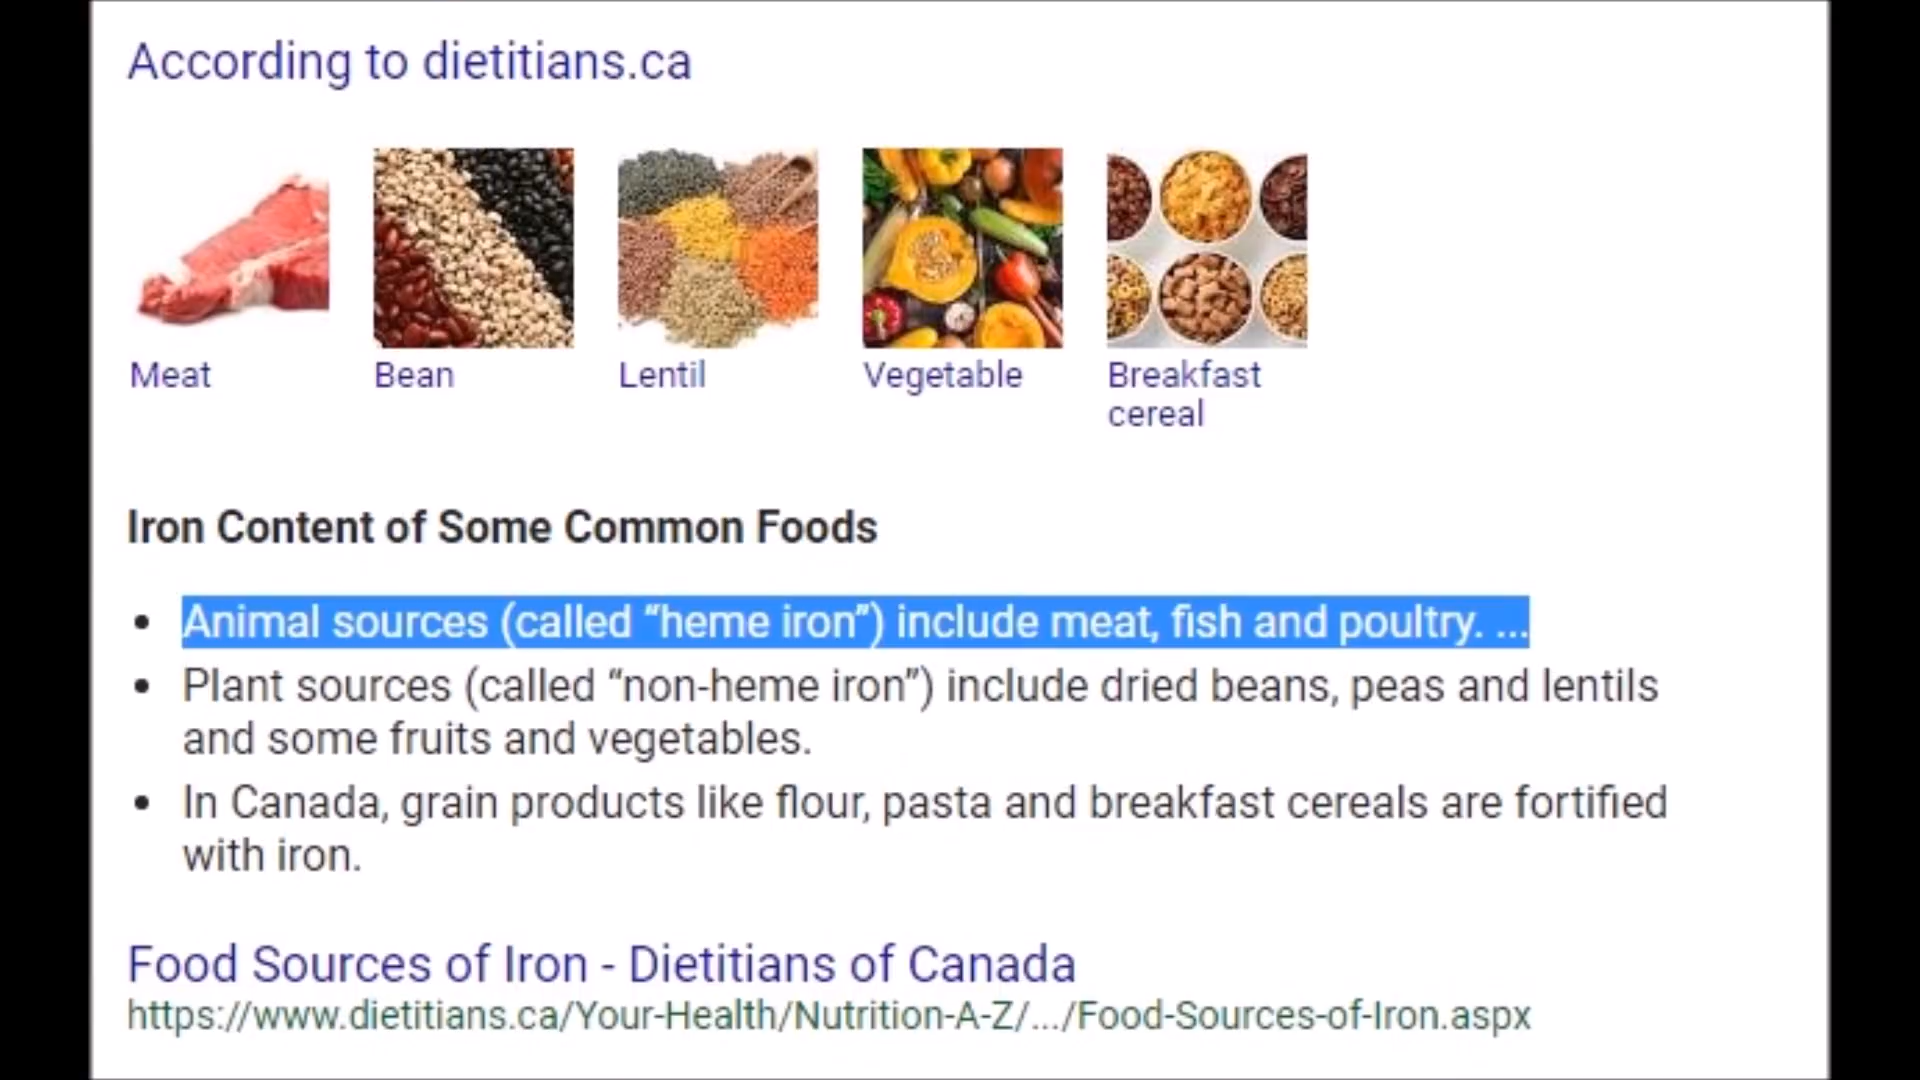 According to dietitians.ca
Meat
Bean
Lentil
Vegetable
Breakfast
cereal
Iron Content of Some Common Foods
• Animal sources (called “heme iron”) include meat, fish and poultry. ...
• Plant sources (called “non-heme iron”) include dried beans, peas and lentils
and some fruits and vegetables.
• In Canada, grain products like flour, pasta and breakfast cereals are fortified
with iron.
Food Sources of Iron - Dietitians of Canada
https://www.dietitians.ca/Your-Health/Nutrition-A-Z/.../Food-Sources-of-Iron.aspx